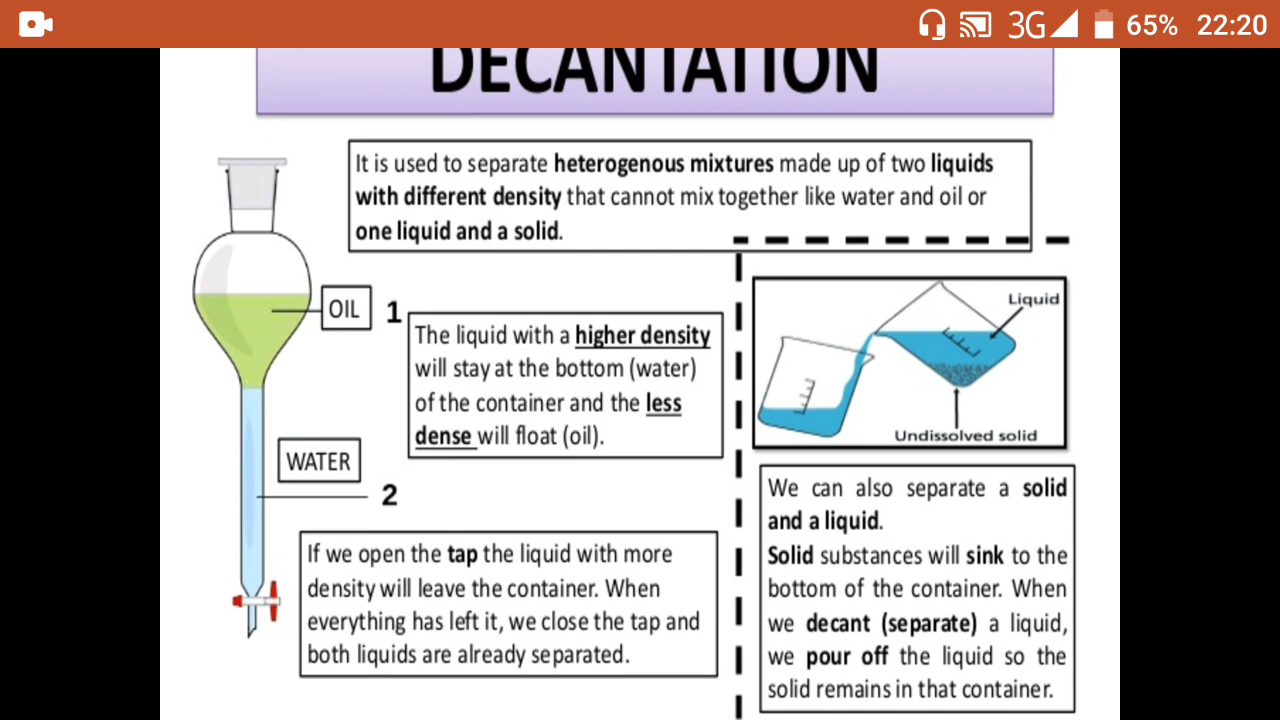 3G 65% 22:20
DECANTATION
It is used to separate heterogenous mixtures made up of two liquids
with different density that cannot mix together like water and oil or
one liquid and a solid.
OIL
1
The liquid with a higher density
will stay at the bottom (water)
of the container and the less
dense will float (oil).
WATER
2
If we open the tap the liquid with more
density will leave the container. When
everything has left it, we close the tap and
both liquids are already separated.
Liquid
Undissolved solid
We can also separate a solid
and a liquid.
Solid substances will sink to the
bottom of the container. When
we decant (separate) a liquid,
we pour off the liquid so the
solid remains in that container.